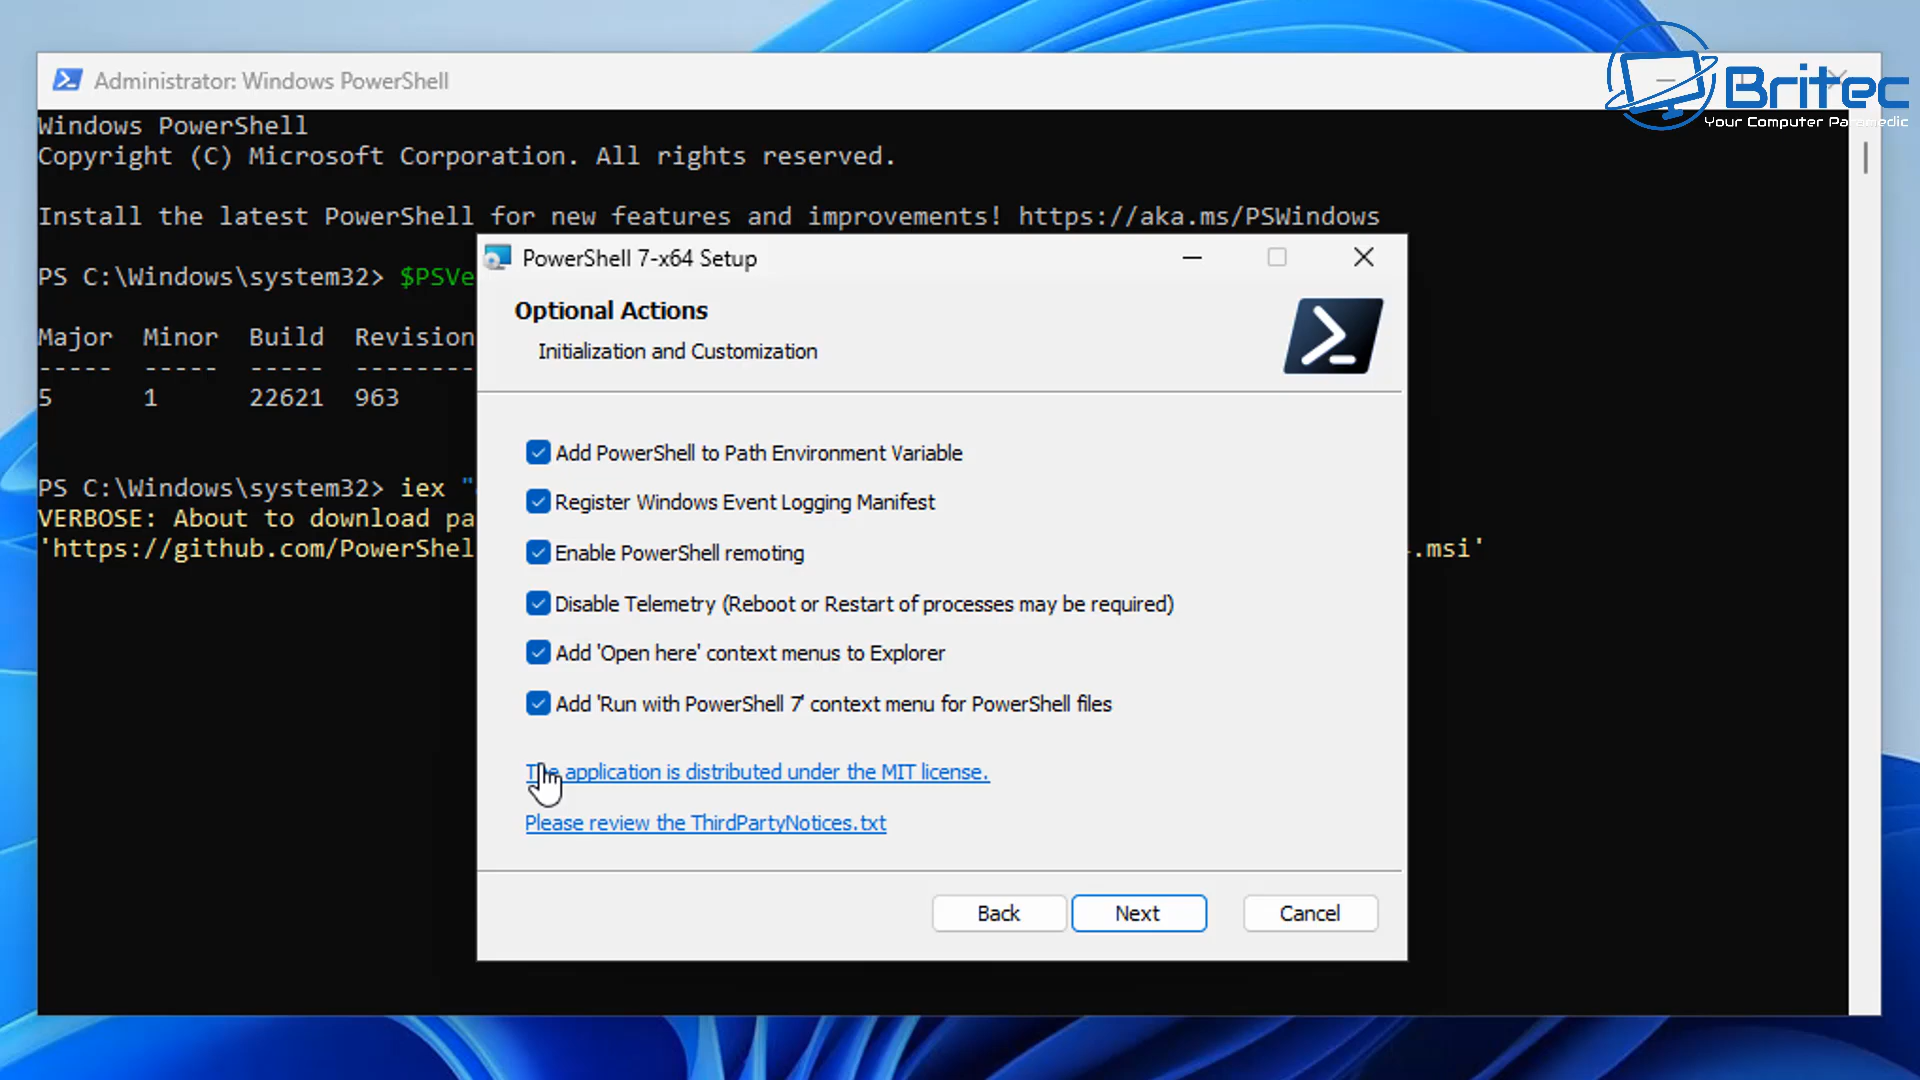 Administrator: Windows PowerShell
Britec
Your Computer Paramedic
Windows PowerShell
Copyright (C) Microsoft Corporation. All rights reserved.
Install the latest PowerShell for new features and improvements! https://aka.ms/PSWindows
PS C:\Windows\system32> $PSVe
Major Minor Build Revision
----- ----- ----- --------
5 1 22621 963
PS C:\Windows\system32> iex "
VERBOSE: About to download pa
'https://github.com/PowerShel
.msi'
PowerShell 7-x64 Setup
Optional Actions
Initialization and Customization
Add PowerShell to Path Environment Variable
Register Windows Event Logging Manifest
Enable PowerShell remoting
Disable Telemetry (Reboot or Restart of processes may be required)
Add 'Open here' context menus to Explorer
Add 'Run with PowerShell 7' context menu for PowerShell files
The application is distributed under the MIT license.
Please review the ThirdPartyNotices.txt
Back Next Cancel